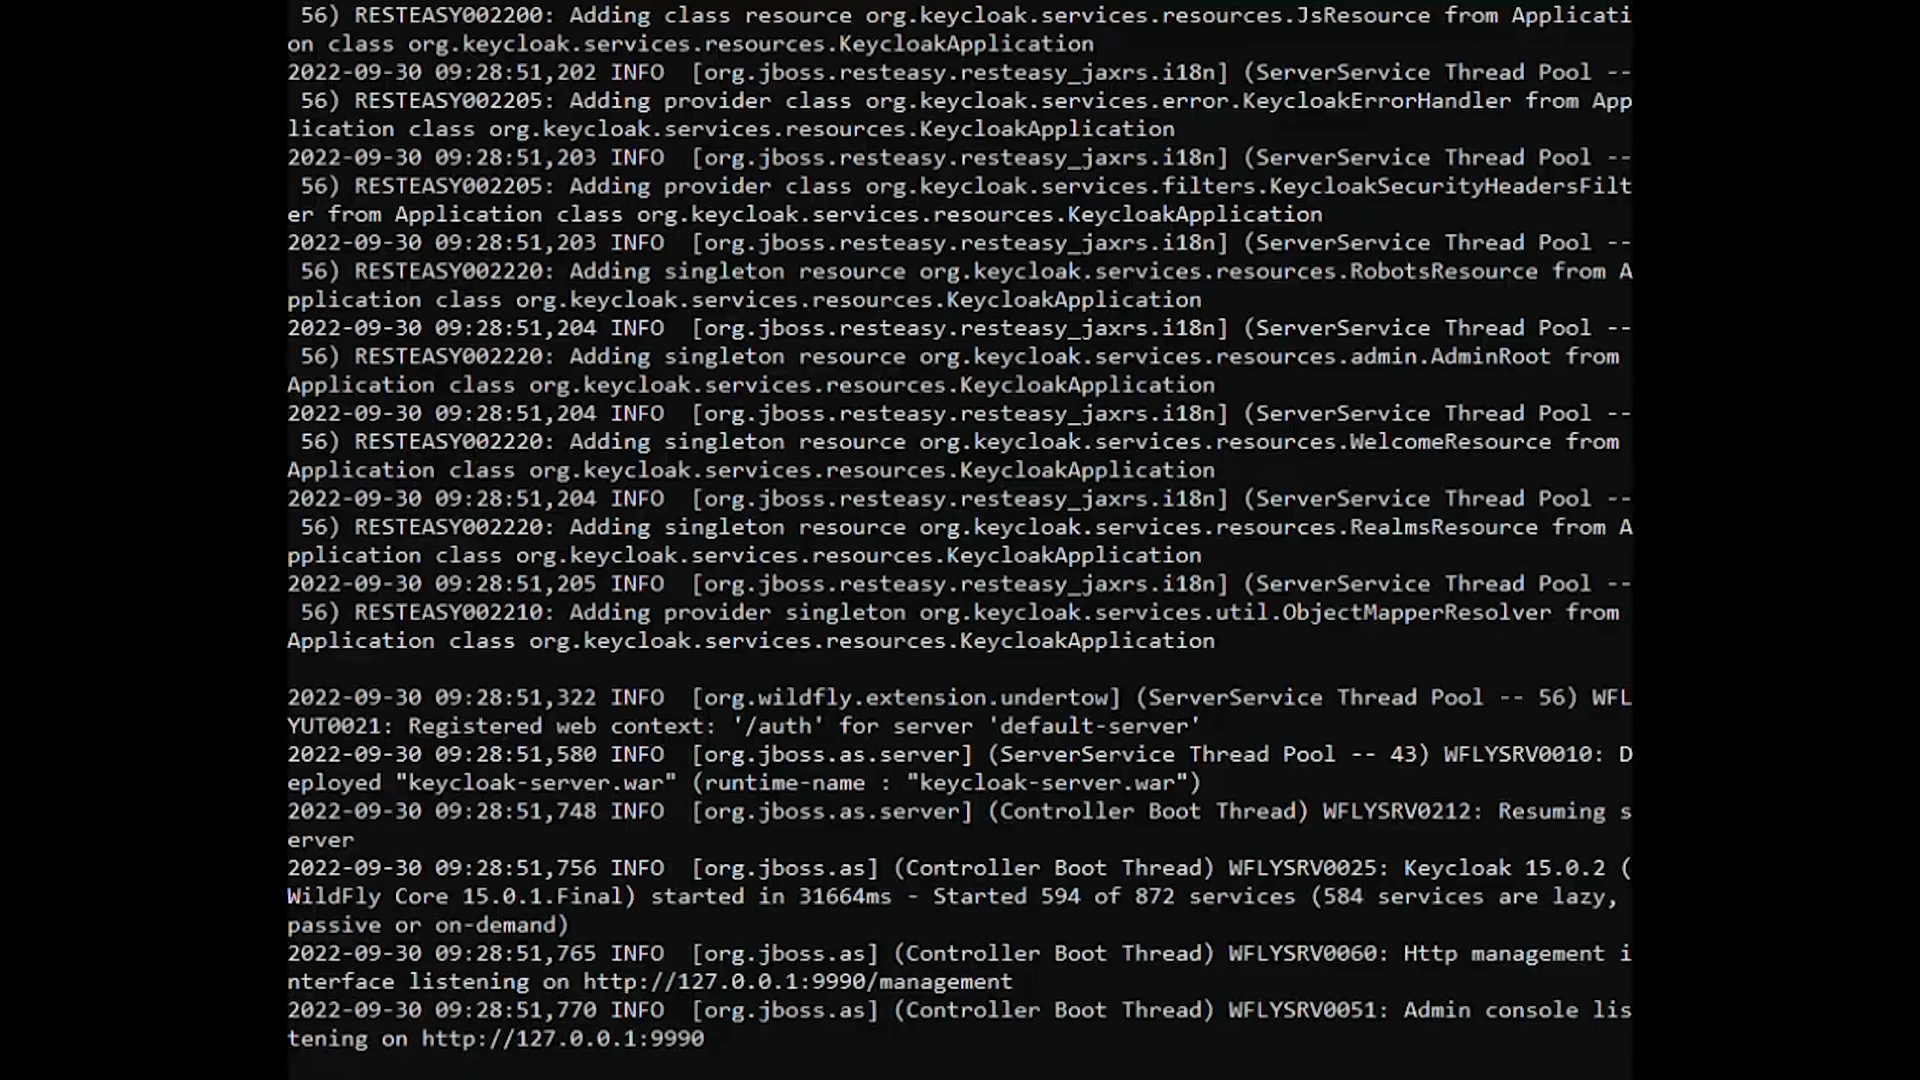 56) RESTEASY002200: Adding class resource org.keycloak.services.resources.JsResource from Applicati
on class org.keycloak.services.resources.KeycloakApplication
2022-09-30 09:28:51,202 INFO  [org.jboss.resteasy.resteasy_jaxrs.i18n] (ServerService Thread Pool --
56) RESTEASY002205: Adding provider class org.keycloak.services.error.KeycloakErrorHandler from App
lication class org.keycloak.services.resources.KeycloakApplication
2022-09-30 09:28:51,203 INFO  [org.jboss.resteasy.resteasy_jaxrs.i18n] (ServerService Thread Pool --
56) RESTEASY002205: Adding provider class org.keycloak.services.filters.KeycloakSecurityHeadersFilt
er from Application class org.keycloak.services.resources.KeycloakApplication
2022-09-30 09:28:51,203 INFO  [org.jboss.resteasy.resteasy_jaxrs.i18n] (ServerService Thread Pool --
56) RESTEASY002220: Adding singleton resource org.keycloak.services.resources.RobotsResource from A
pplication class org.keycloak.services.resources.KeycloakApplication
2022-09-30 09:28:51,204 INFO  [org.jboss.resteasy.resteasy_jaxrs.i18n] (ServerService Thread Pool --
56) RESTEASY002220: Adding singleton resource org.keycloak.services.resources.admin.AdminRoot from
Application class org.keycloak.services.resources.KeycloakApplication
2022-09-30 09:28:51,204 INFO  [org.jboss.resteasy.resteasy_jaxrs.i18n] (ServerService Thread Pool --
56) RESTEASY002220: Adding singleton resource org.keycloak.services.resources.WelcomeResource from
Application class org.keycloak.services.resources.KeycloakApplication
2022-09-30 09:28:51,204 INFO  [org.jboss.resteasy.resteasy_jaxrs.i18n] (ServerService Thread Pool --
56) RESTEASY002220: Adding singleton resource org.keycloak.services.resources.RealmsResource from A
pplication class org.keycloak.services.resources.KeycloakApplication
2022-09-30 09:28:51,205 INFO  [org.jboss.resteasy.resteasy_jaxrs.i18n] (ServerService Thread Pool --
56) RESTEASY002210: Adding provider singleton org.keycloak.services.util.ObjectMapperResolver from
Application class org.keycloak.services.resources.KeycloakApplication
2022-09-30 09:28:51,322 INFO  [org.wildfly.extension.undertow] (ServerService Thread Pool -- 56) WFL
YUT0021: Registered web context: '/auth' for server 'default-server'
2022-09-30 09:28:51,580 INFO  [org.jboss.as.server] (ServerService Thread Pool -- 43) WFLYSRV0010: D
eployed "keycloak-server.war" (runtime-name : "keycloak-server.war")
2022-09-30 09:28:51,748 INFO  [org.jboss.as.server] (Controller Boot Thread) WFLYSRV0212: Resuming s
erver
2022-09-30 09:28:51,756 INFO  [org.jboss.as] (Controller Boot Thread) WFLYSRV0025: Keycloak 15.0.2 (
WildFly Core 15.0.1.Final) started in 31664ms - Started 594 of 872 services (584 services are lazy,
passive or on-demand)
2022-09-30 09:28:51,765 INFO  [org.jboss.as] (Controller Boot Thread) WFLYSRV0060: Http management i
nterface listening on http://127.0.0.1:9990/management
2022-09-30 09:28:51,770 INFO  [org.jboss.as] (Controller Boot Thread) WFLYSRV0051: Admin console lis
tening on http://127.0.0.1:9990